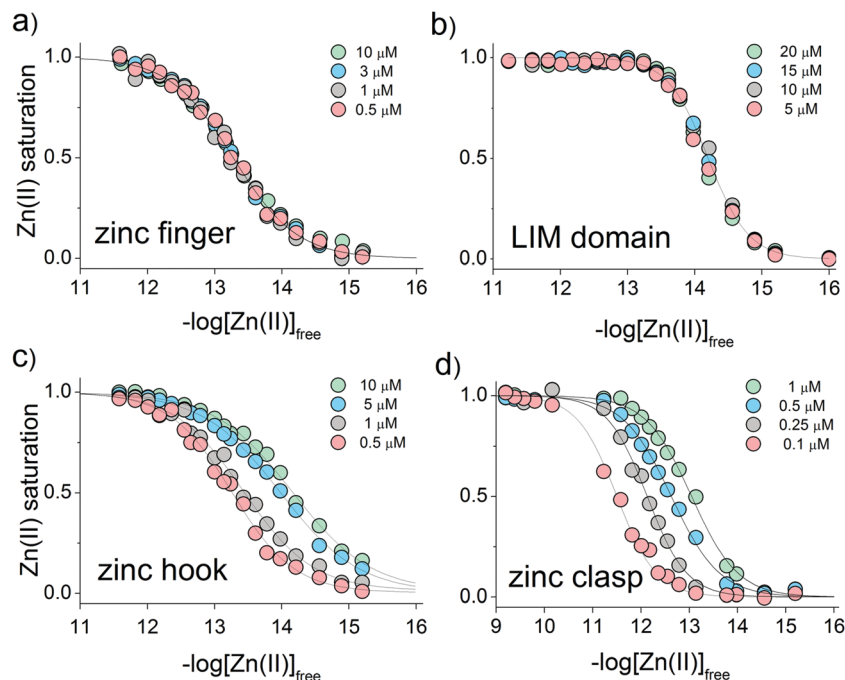 a)
1.0
0.5
0.0
Zn(II) saturation
10 μM
3 μM
1 μM
0.5 μM
zinc finger
11 12 13 14 15 16
-log[Zn(II)]free
b)
1.0
0.5
0.0
20 μM
15 μM
10 μM
5 μM
LIM domain
11 12 13 14 15 16
-log[Zn(II)]free
c)
1.0
0.5
0.0
Zn(II) saturation
10 μM
5 μM
1 μM
0.5 μM
zinc hook
11 12 13 14 15 16
-log[Zn(II)]free
d)
1.0
0.5
0.0
1 μM
0.5 μM
0.25 μM
0.1 μM
zinc clasp
9 10 11 12 13 14 15 16
-log[Zn(II)]free